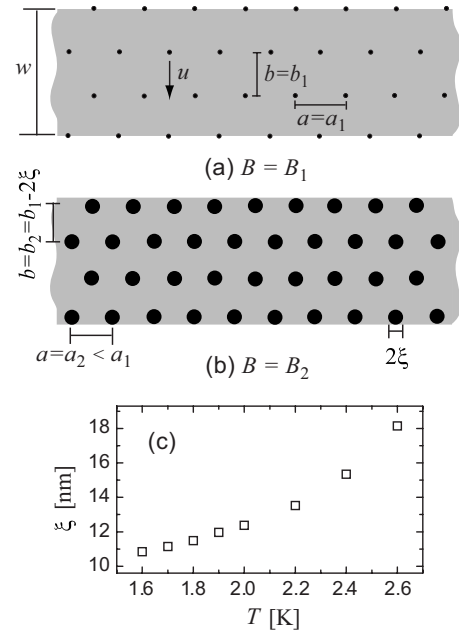 w
u
b=b₁
a=a₁
(a) B = B₁
b=b₂=b₁-2ξ
a=a₂ < a₁
(b) B = B₂
2ξ
(c)
ξ [nm]
18
16
14
12
10
1.6 1.8 2.0 2.2 2.4 2.6
T [K]